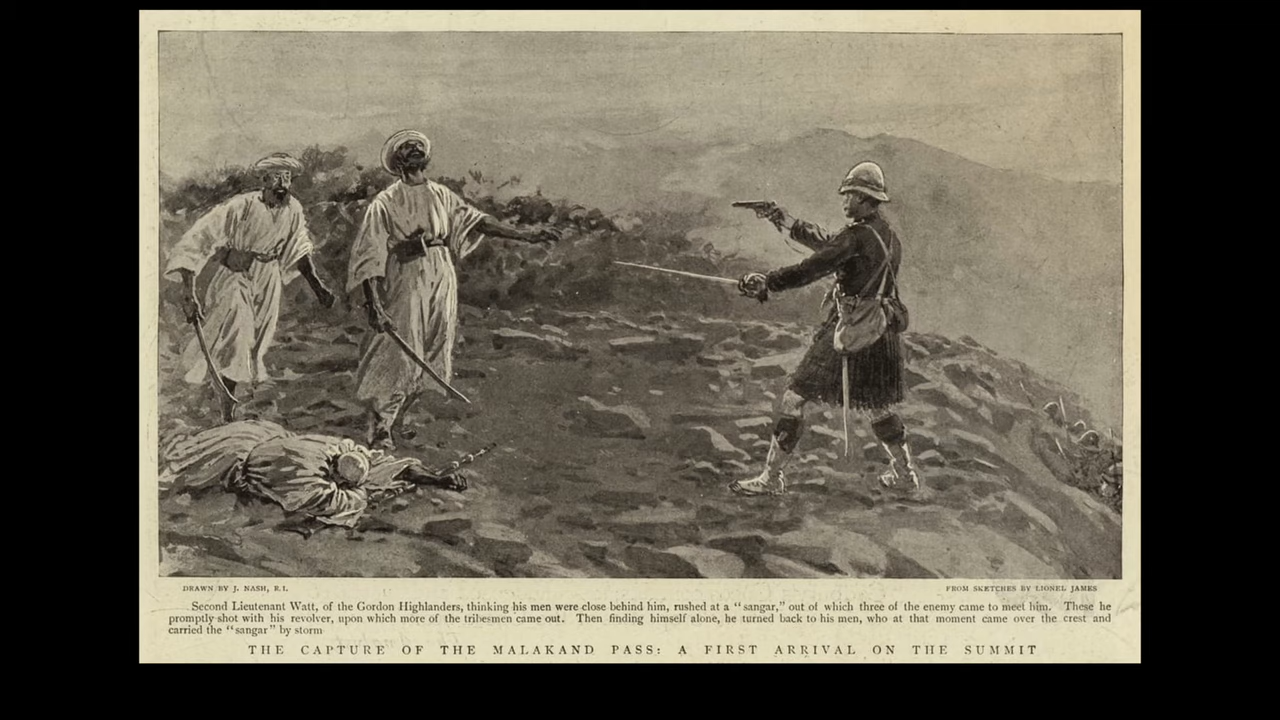 DRAWN BY J. NASH, R.I.
FROM SKETCHES BY LIONEL JAMES
Second Lieutenant Watt, of the Gordon Highlanders, thinking his men were close behind him, rushed at a "sangar," out of which three of the enemy came to meet him. These he
promptly shot with his revolver, upon which more of the tribesmen came out. Then finding himself alone, he turned back to his men, who at that moment came over the crest and
carried the "sangar" by storm
THE CAPTURE OF THE MALAKAND PASS: A FIRST ARRIVAL ON THE SUMMIT